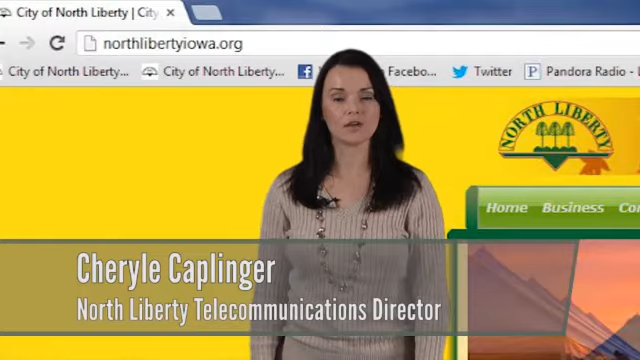 City of North Liberty | City
northlibertyiowa.org
City of North Liberty...
City of North Liberty...
Facebo...
Twitter
Pandora Radio -
NORTH LIBERTY
Home Business
Cheryle Caplinger
North Liberty Telecommunications Director